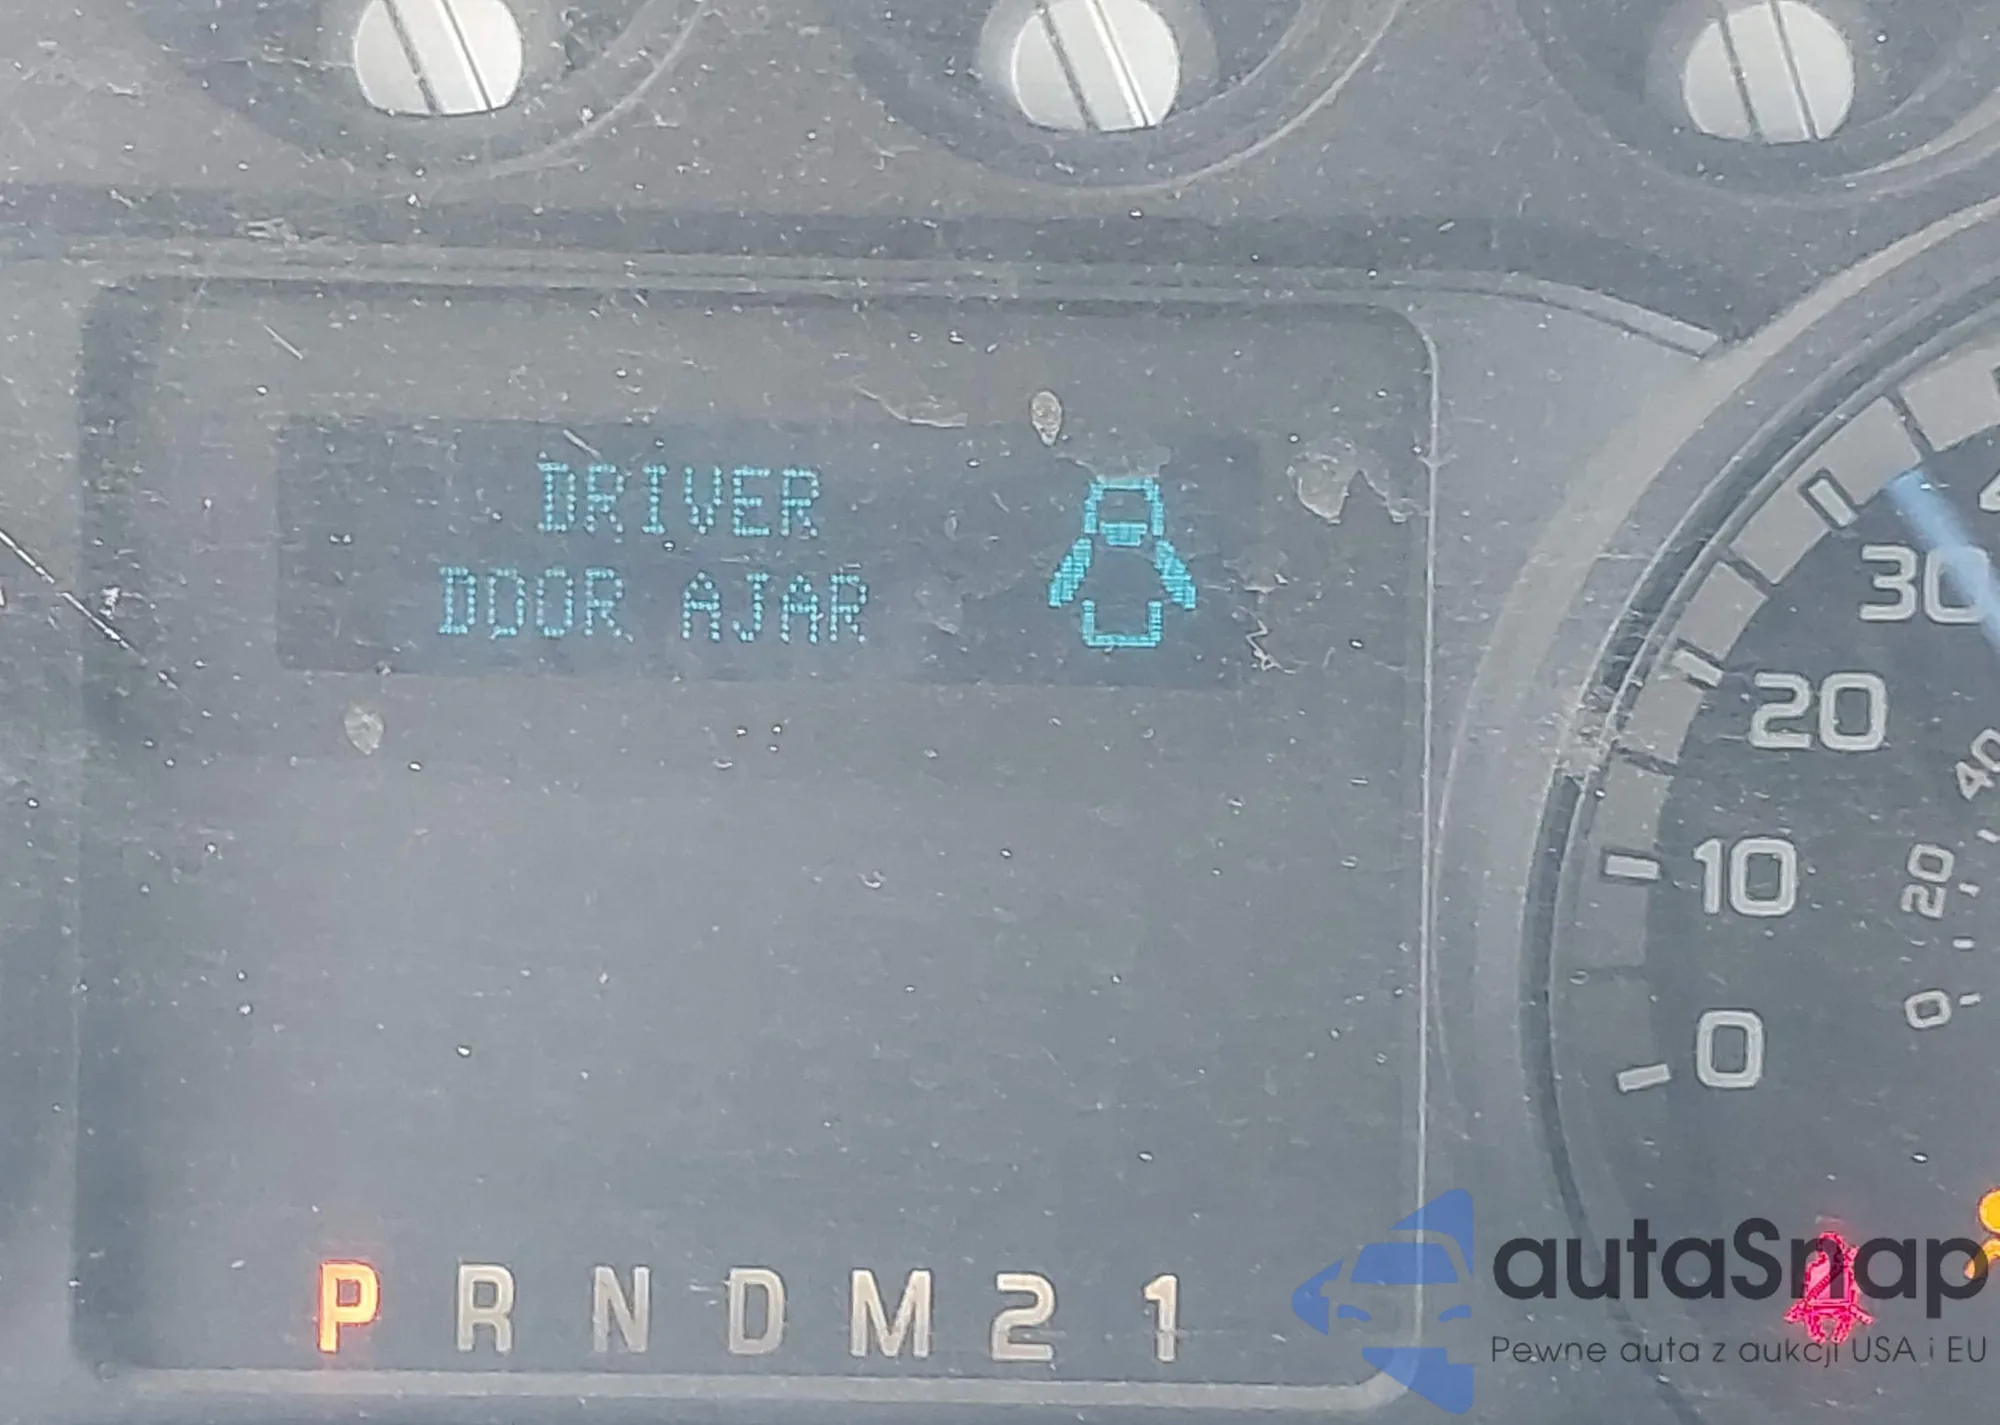 DRIVER
DOOR AJAR
30
20
10
0
40
20
0
P R N D M 2 1
autaSnap
Pewne auta z aukcji USA i EU